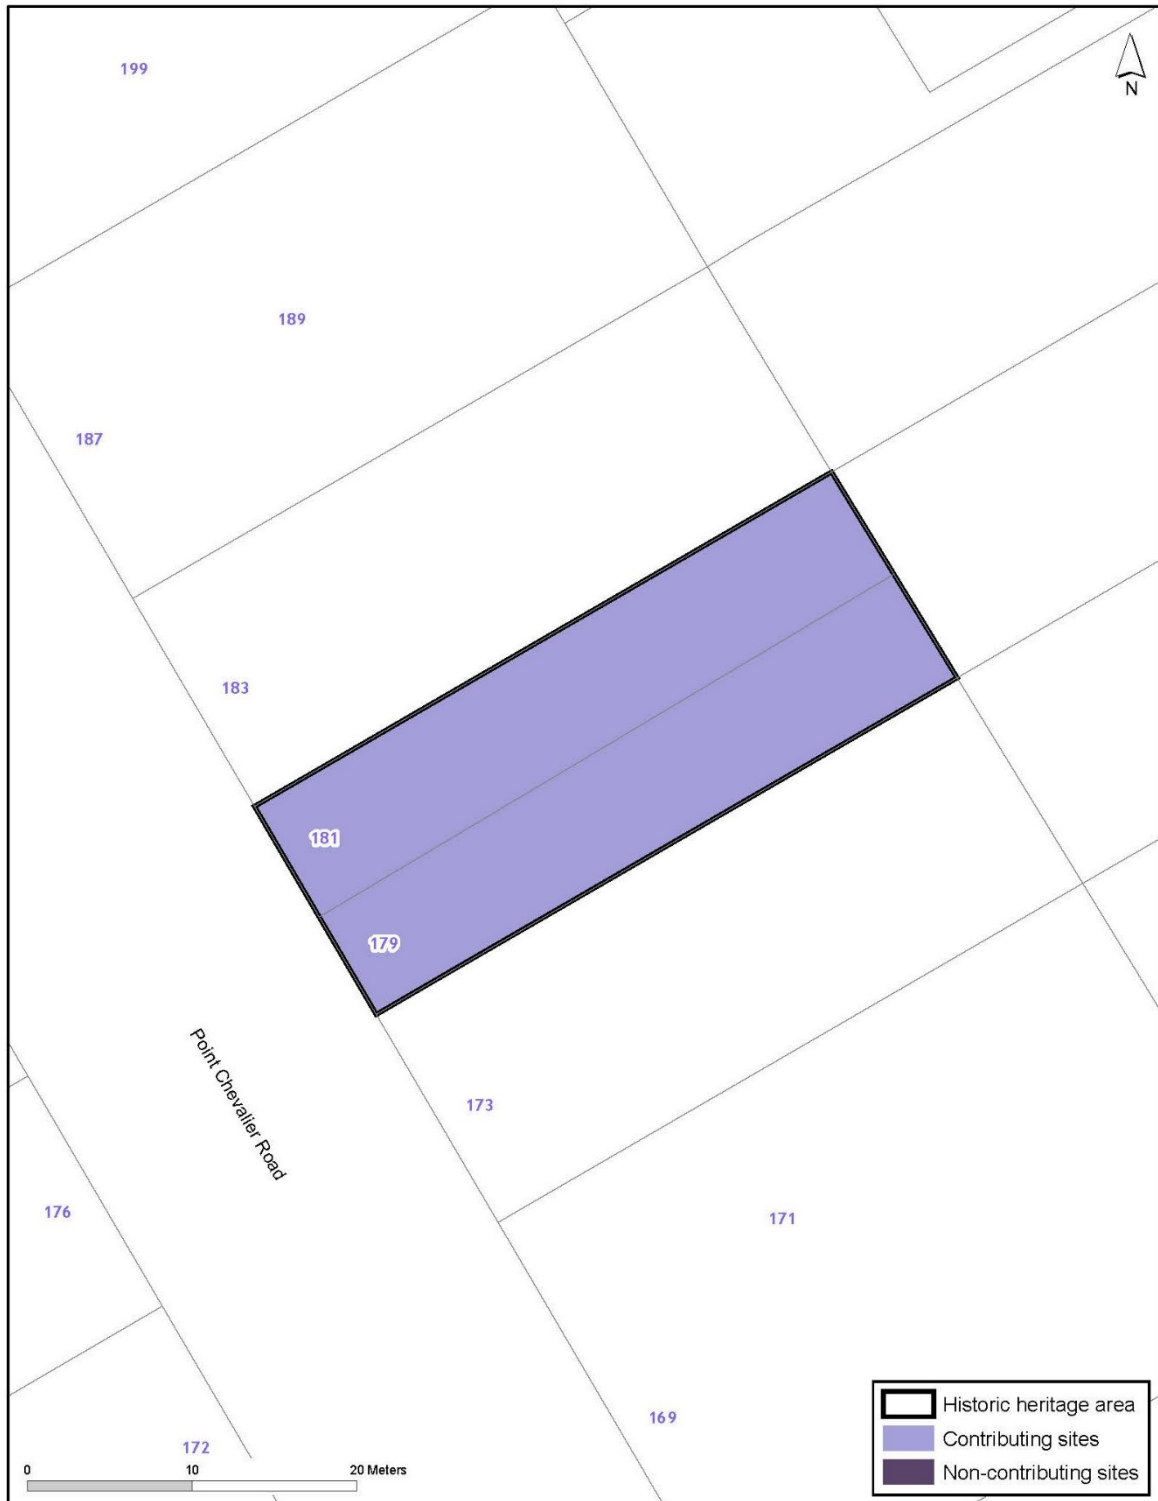 199
N
189
187
183
181
179
Point Chevalier Road
173
176
171
169
172
0 10 20 Meters
Historic heritage area
Contributing sites
Non-contributing sites